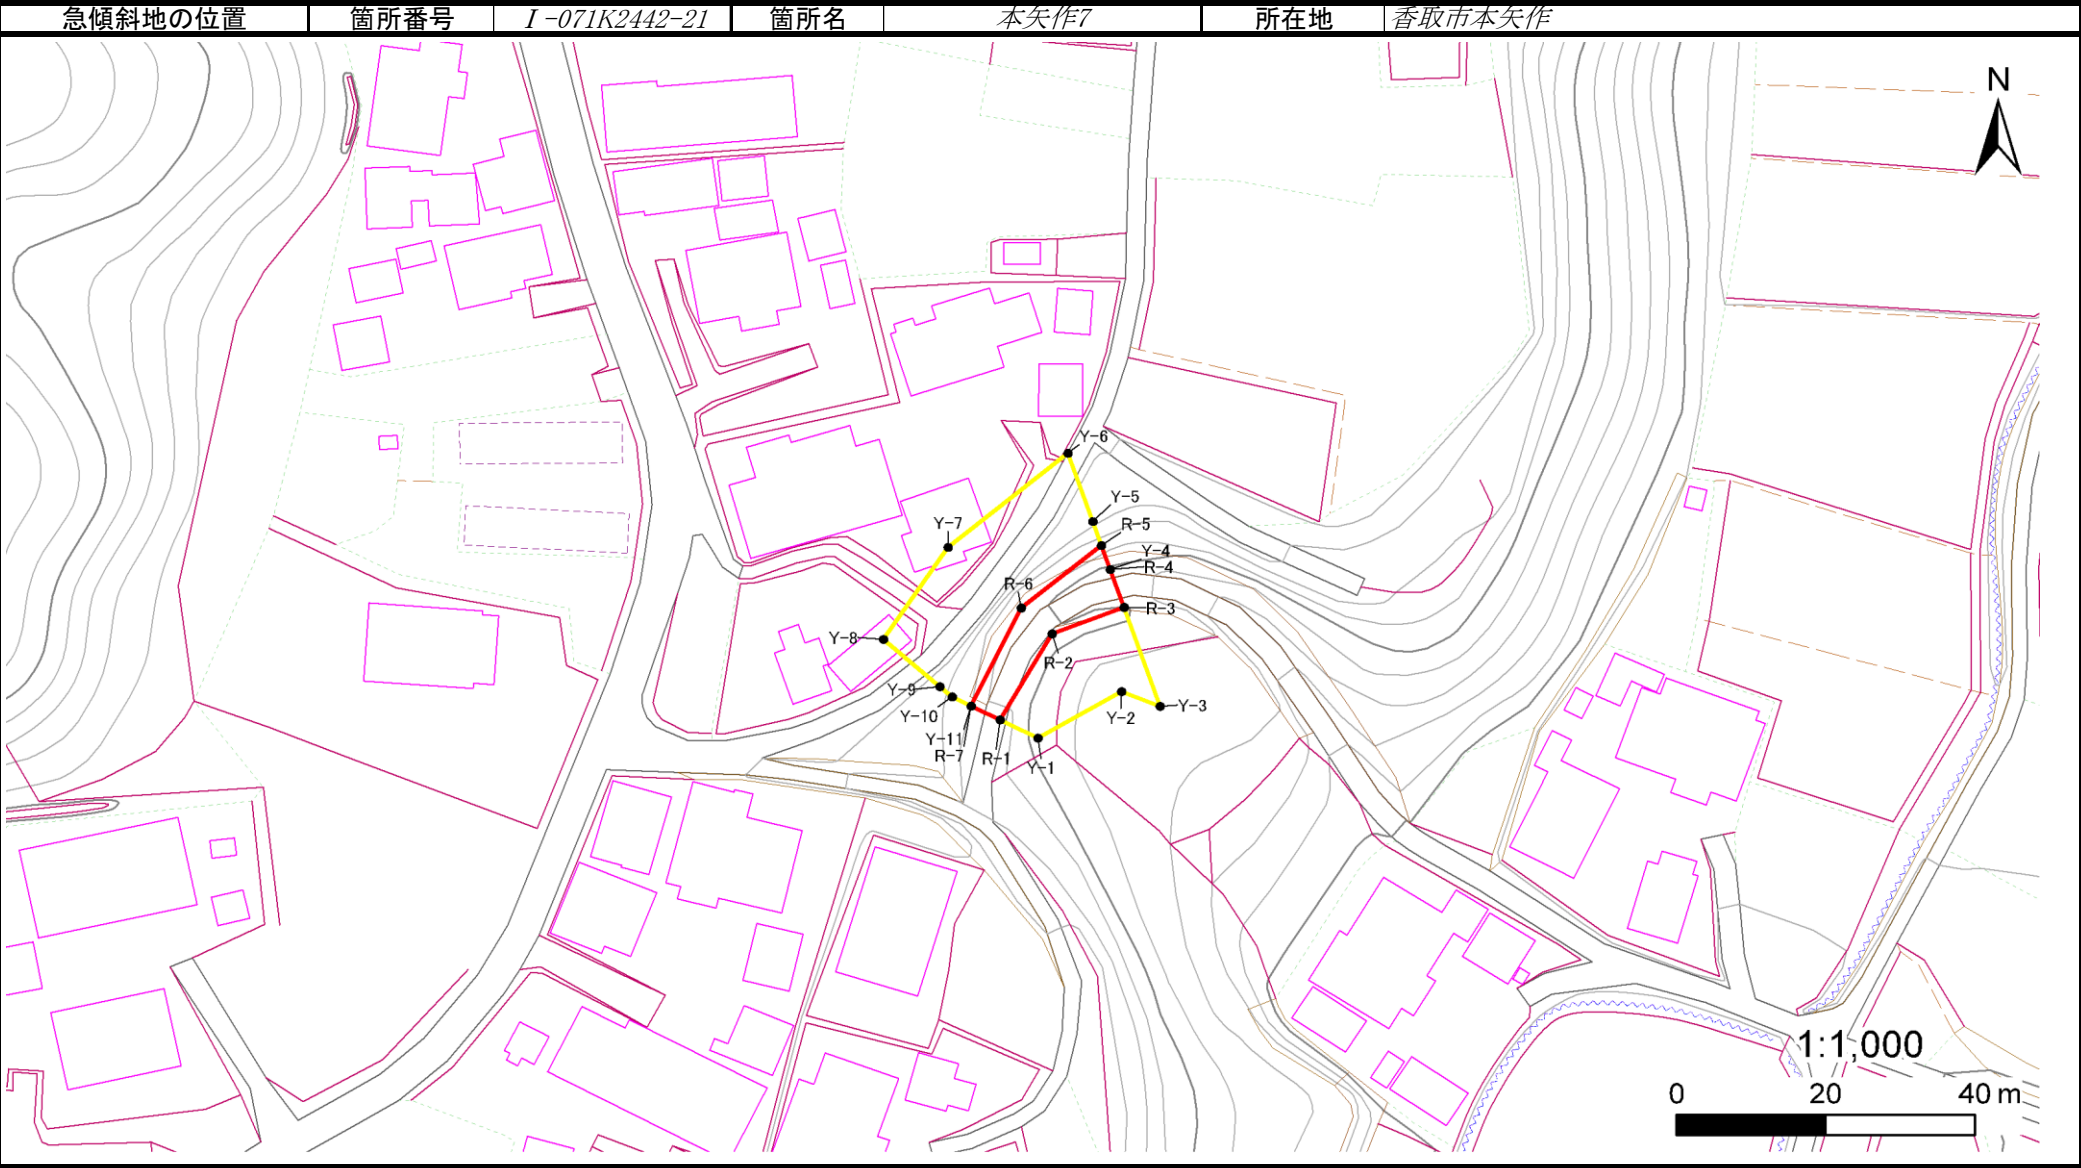 急傾斜地の位置 箇所番号 I-071K2442-21 箇所名 本矢作7 所在地 香取市本矢作
N
Y-6
Y-5
Y-7
R-5
Y-4
R-4
R-6
R-3
Y-8
R-2
Y-9
Y-3
Y-10
Y-2
Y-11
R-7
R-1
Y-1
1:1,000
0 20 40 m